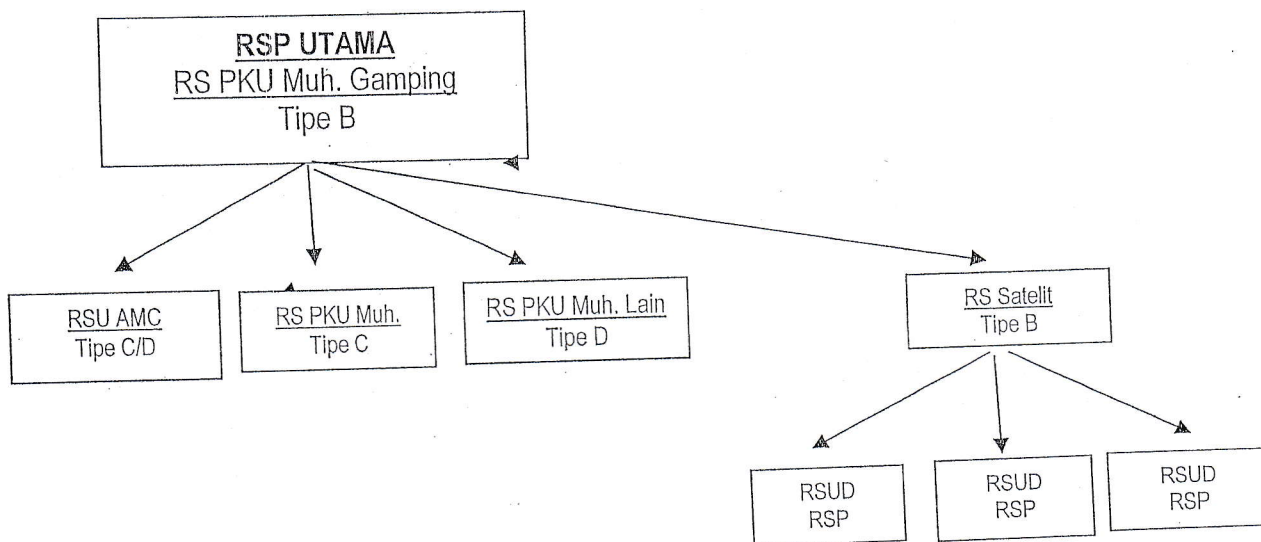 RSP UTAMA
RS PKU Muh. Gamping
Tipe B
RSU AMC
Tipe C/D
RS PKU Muh.
Tipe C
RS PKU Muh. Lain
Tipe D
RS Satelit
Tipe B
RSUD
RSP
RSUD
RSP
RSUD
RSP